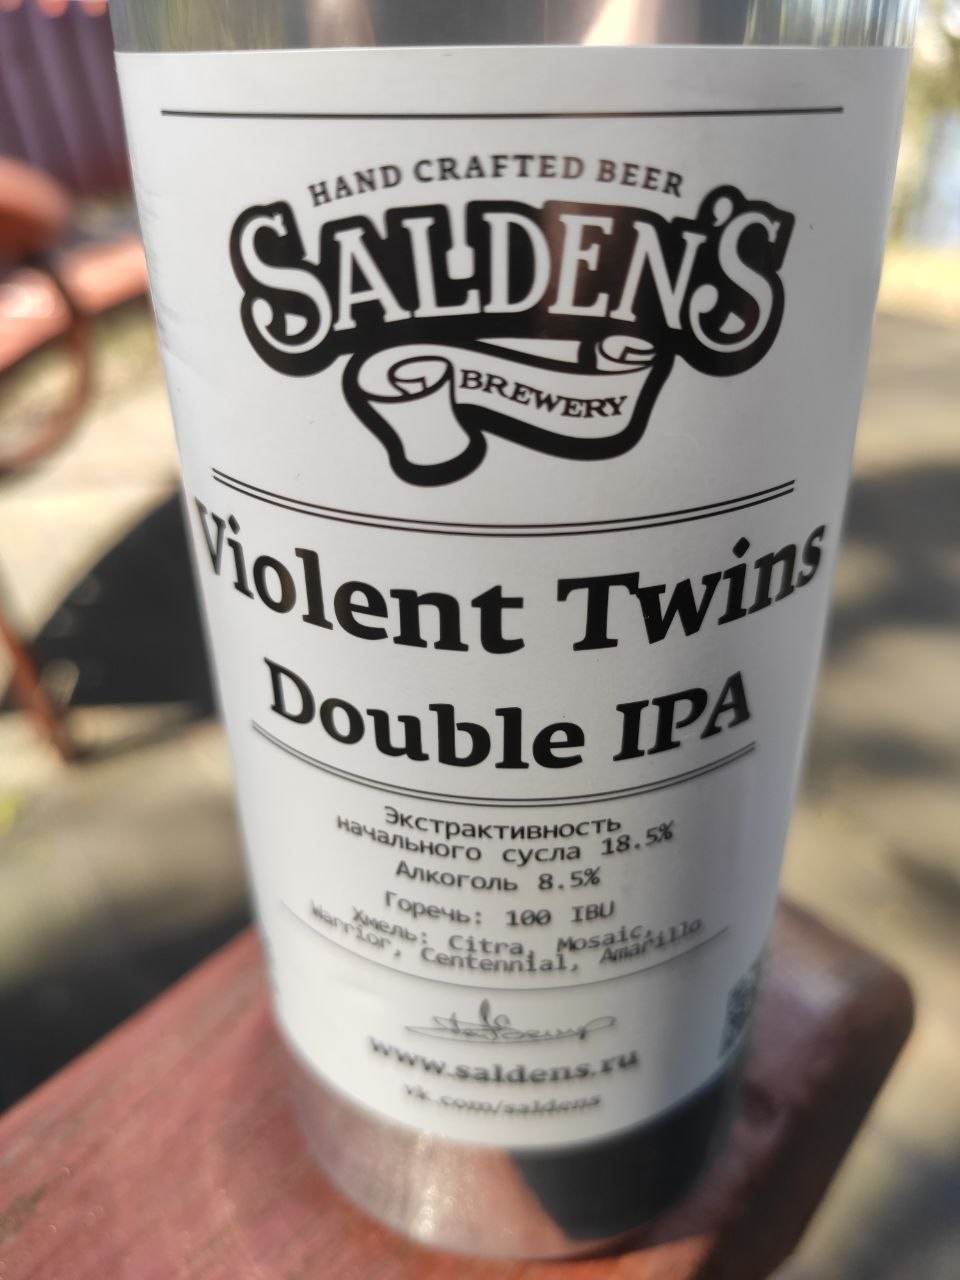 HAND CRAFTED BEER
SALDEN'S
BREWERY
Violent Twins
Double IPA
Экстрактивность
начального сусла 18.5%
Алкоголь 8.5%
Горечь: 100 IBU
Хмель: Citra, Mosaic,
Warrior, Centennial, Amarillo
www.saldens.ru
vk.com/saldens